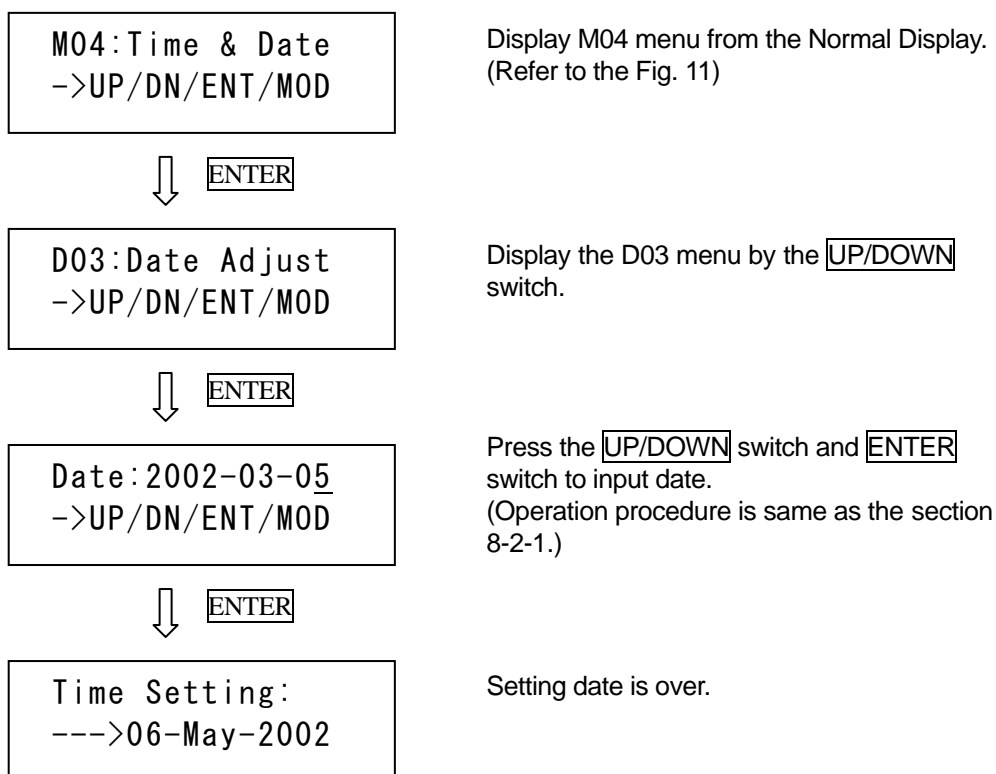 M04:Time & Date
->UP/DN/ENT/MOD
Display M04 menu from the Normal Display.
(Refer to the Fig. 11)
ENTER
D03:Date Adjust
->UP/DN/ENT/MOD
Display the D03 menu by the UP/DOWN
switch.
ENTER
Date:2002-03-05
->UP/DN/ENT/MOD
Press the UP/DOWN switch and ENTER
switch to input date.
(Operation procedure is same as the section
8-2-1.)
ENTER
Time Setting:
--->06-May-2002
Setting date is over.